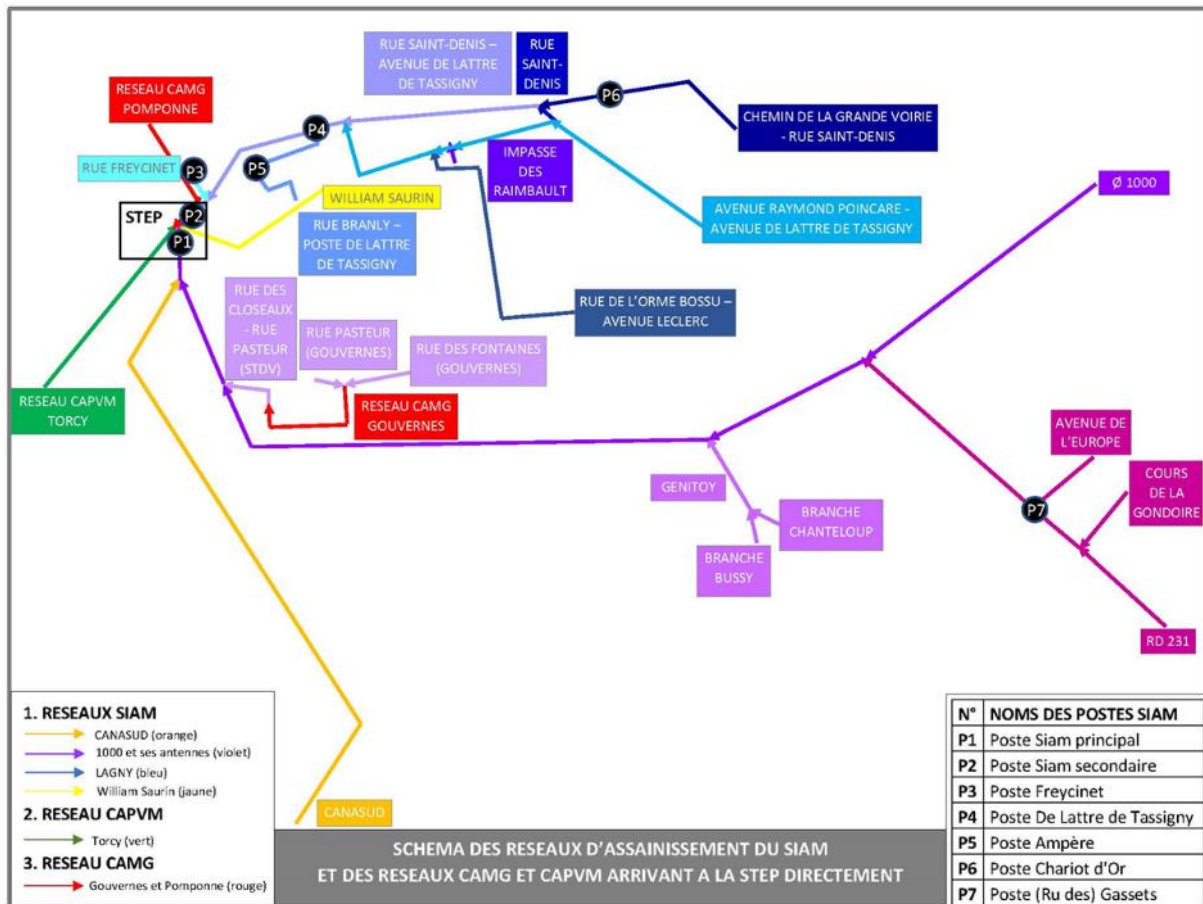 RUE SAINT-DENIS –
AVENUE DE LATTRE
DE TASSIGNY
RUE
SAINT-
DENIS
RESEAU CAMG
POMPONNE
P6
CHEMIN DE LA GRANDE VOIRIE
- RUE SAINT-DENIS
P4
P5
RUE FREYCINET
P3
IMPASSE
DES
RAIMBAULT
Ø 1000
WILLIAM SAURIN
STEP
P2
P1
RUE BRANLY –
POSTE DE LATTRE
DE TASSIGNY
AVENUE RAYMOND POINCARE -
AVENUE DE LATTRE DE TASSIGNY
RUE DES
CLOSEAUX
- RUE
PASTEUR
(STDV)
RUE PASTEUR
(GOUVERNES)
RUE DES FONTAINES
(GOUVERNES)
RUE DE L'ORME BOSSU –
AVENUE LECLERC
RESEAU CAPVM
TORCY
RESEAU CAMG
GOUVERNES
AVENUE DE
L'EUROPE
COURS
DE LA
GONDOIRE
GENITOY
P7
BRANCHE
CHANTELOUP
BRANCHE
BUSSY
RD 231
CANASUD
1. RESEAUX SIAM
CANASUD (orange)
1000 et ses antennes (violet)
LAGNY (bleu)
William Saurin (jaune)
2. RESEAU CAPVM
Torcy (vert)
3. RESEAU CAMG
Gouvernes et Pomponne (rouge)
SCHEMA DES RESEAUX D'ASSAINISSEMENT DU SIAM
ET DES RESEAUX CAMG ET CAPVM ARRIVANT A LA STEP DIRECTEMENT
N° NOMS DES POSTES SIAM
P1 Poste Siam principal
P2 Poste Siam secondaire
P3 Poste Freycinet
P4 Poste De Lattre de Tassigny
P5 Poste Ampère
P6 Poste Chariot d'Or
P7 Poste (Ru des) Gassets